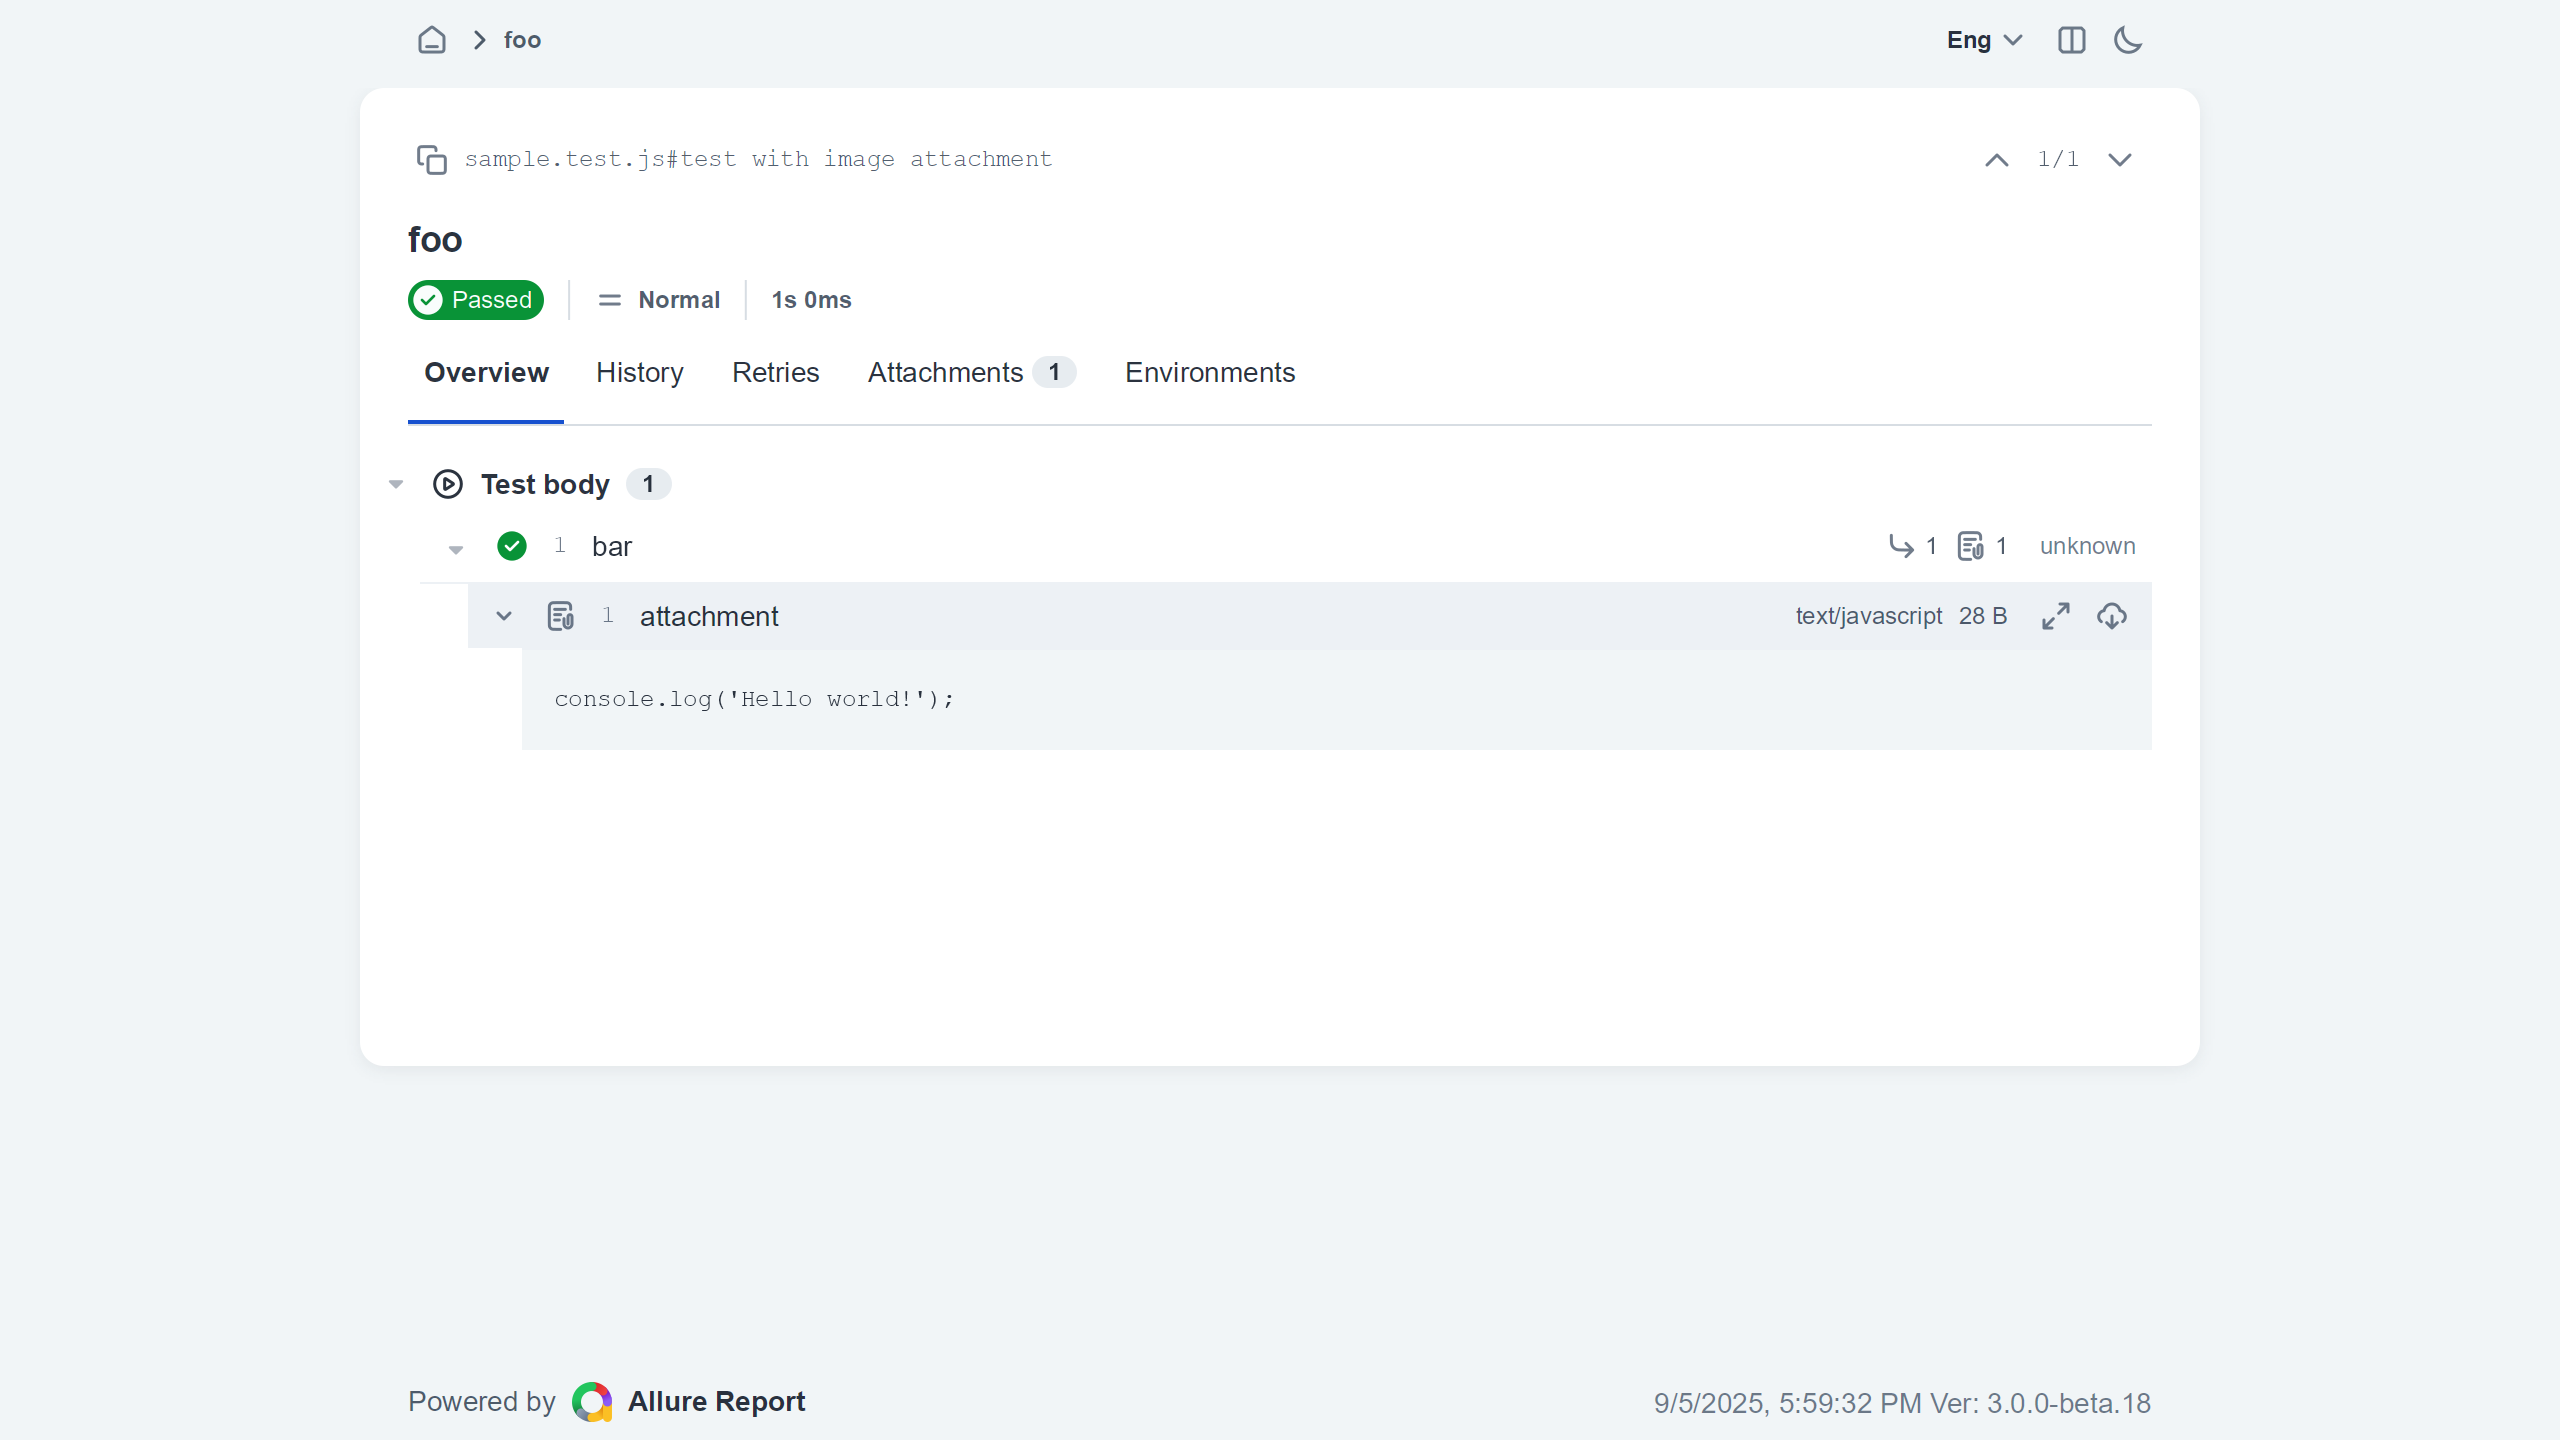 foo
Eng
sample.test.js#test with image attachment
1/1
foo
Passed Normal 1s 0ms
Overview History Retries Attachments 1 Environments
Test body 1
1 bar 1 1 unknown
1 attachment text/javascript 28 B
console.log('Hello world!');
Powered by Allure Report
9/5/2025, 5:59:32 PM Ver: 3.0.0-beta.18